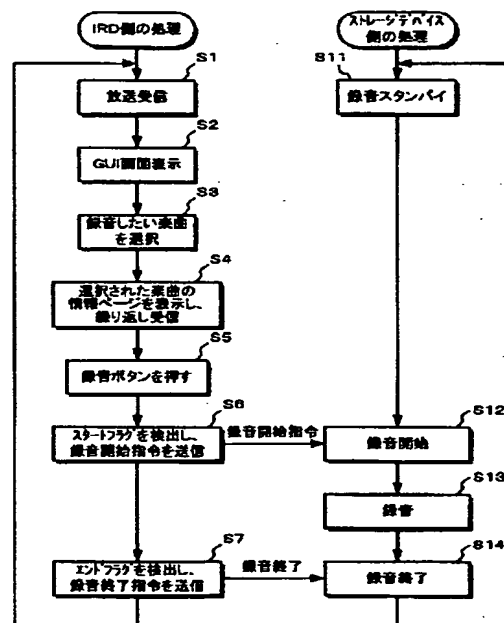 IRD側の処理
S1
放送受信
S2
GUI画面表示
S3
録音したい楽曲
を選択
S4
選択された楽曲の
情報ページを表示し、
繰り返し受信
S5
録音ボタンを押す
S6
スタートフラグを検出し、
録音開始指令を送信
録音開始指令
S7
エンドフラグを検出し、
録音終了指令を送信
録音終了
ストレージデバイス
側の処理
S11
録音スタンバイ
S12
録音開始
S13
録音
S14
録音終了